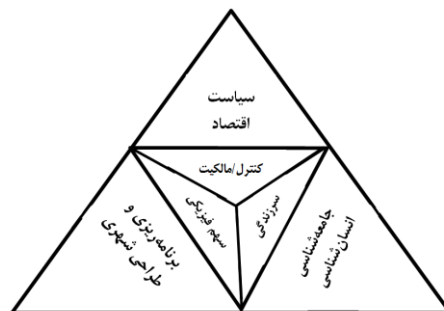 سیاست
اقتصاد
کنترل/مالکیت
سرزندگی
سهم فیزیکی
جامعه‌شناسی
انسان‌شناسی
برنامه‌ریزی و
طراحی شهری